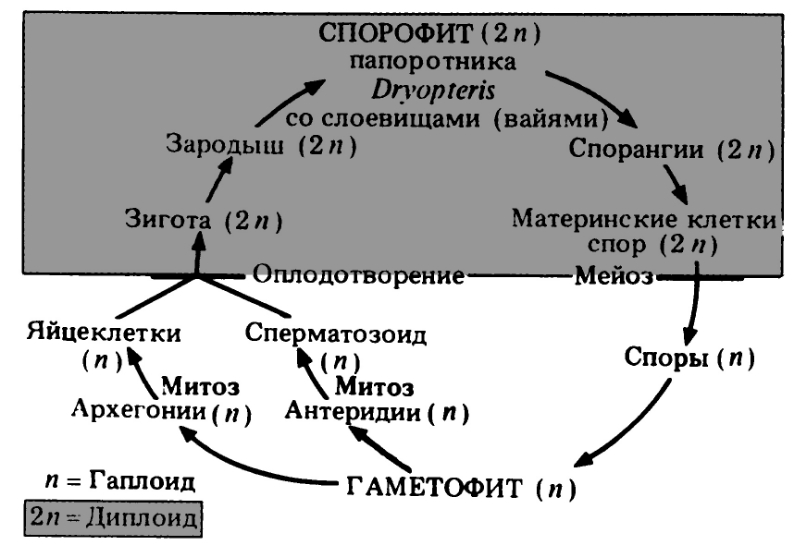 СПОРОФИТ (2n)
папоротника
Dryopteris
со слоевищами (вайями)
Зародыш (2n)
Спорангии (2n)
Зигота (2n)
Материнские клетки
спор (2n)
Оплодотворение
Мейоз
Яйцеклетки
(n)
Сперматозоид
(n)
Споры (n)
Митоз
Митоз
Архегонии (n)
Антеридии (n)
ГАМЕТОФИТ (n)
n = Гаплоид
2n = Диплоид